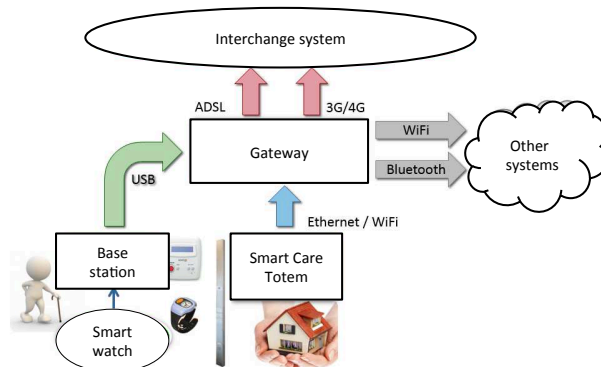 Interchange system
ADSL
3G/4G
Gateway
WiFi
Bluetooth
Other
systems
USB
Ethernet / WiFi
Base
station
Smart Care
Totem
Smart
watch